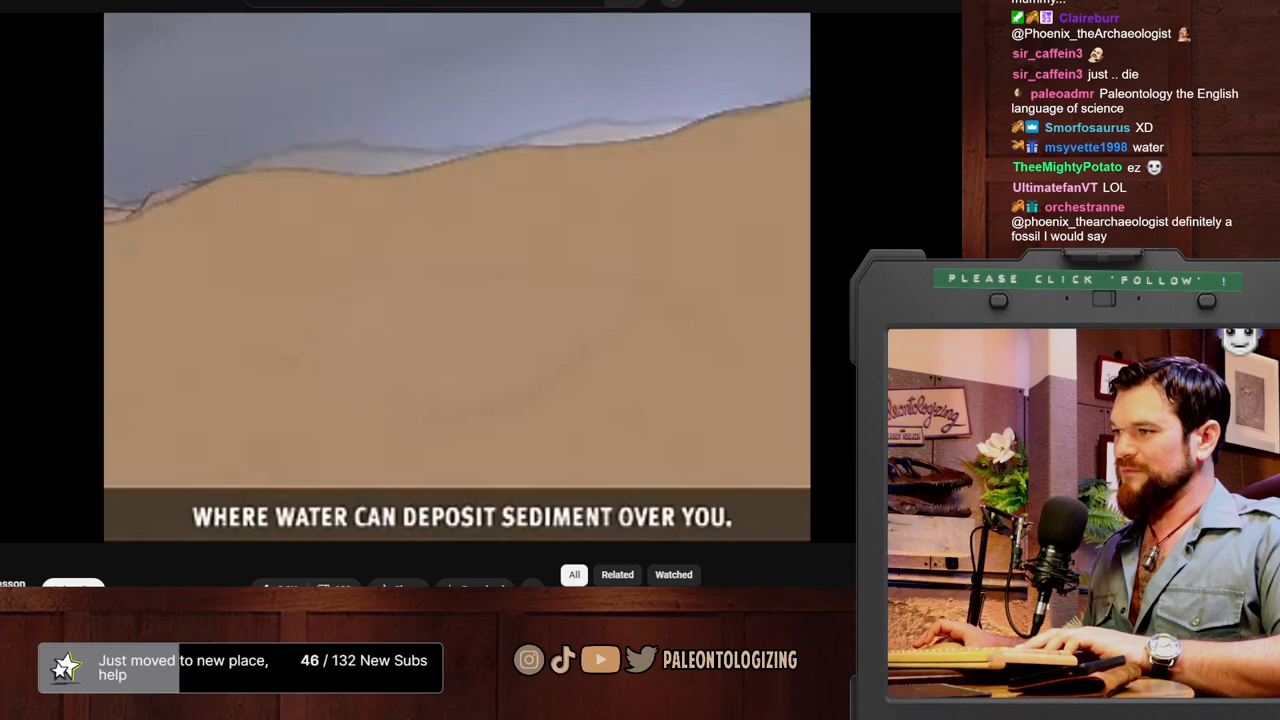 Claireburr
@Phoenix_theArchaeologist
sir_caffein3
sir_caffein3 just .. die
paleoadmr Paleontology the English
language of science
Smorfosaurus XD
msyvette1998 water
TheeMightyPotato ez
UltimatefanVT LOL
orchestranne
@phoenix_thearchaeologist definitely a
fossil I would say
PLEASE CLICK "FOLLOW" !
WHERE WATER CAN DEPOSIT SEDIMENT OVER YOU.
All Related Watched
Just moved to new place,
help
46 / 132 New Subs
PALEONTOLOGIZING